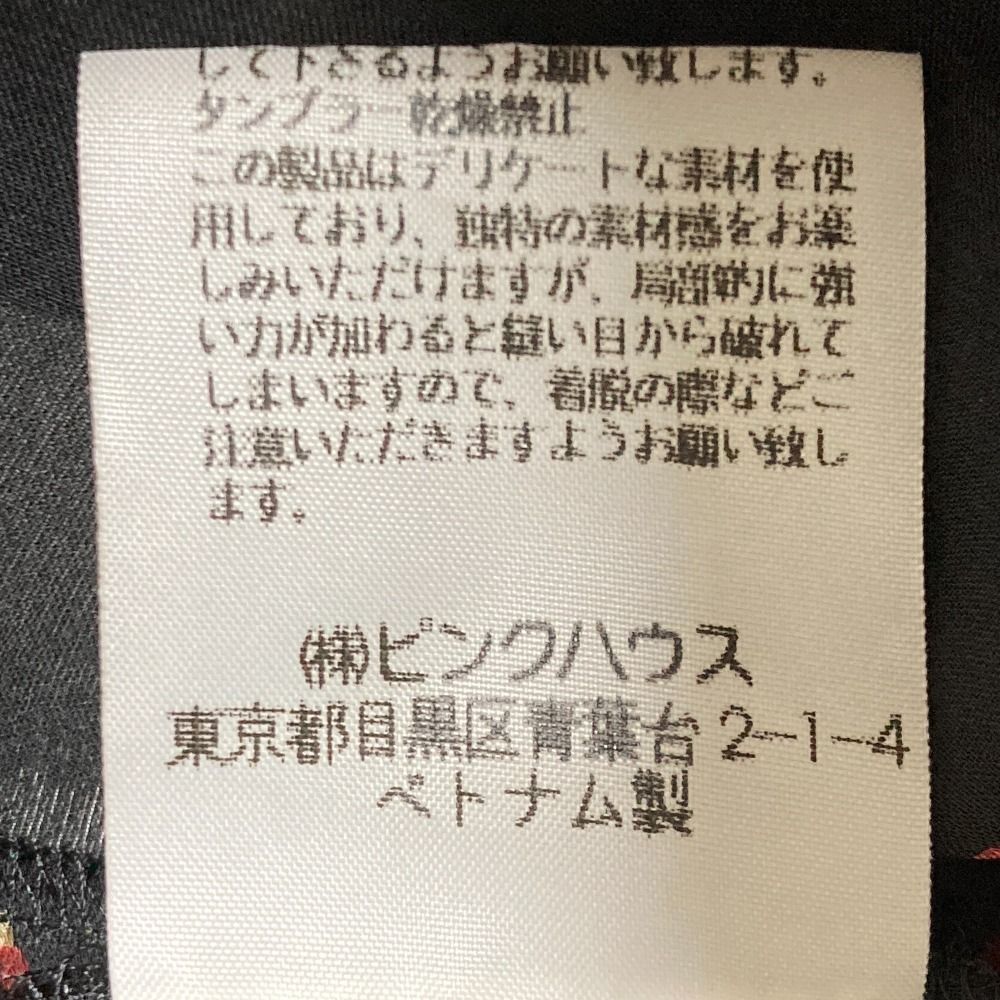 して下さるようお願い致します。
タンブラー乾燥禁止
この製品はデリケートな素材を使
用しており、独特の素材感をお楽
しみいただけますが、局部的に強
い力が加わると縫い目から破れて
しまいますので、着脱の際などご
注意いただきますようお願い致し
ます。
㈱ピンクハウス
東京都目黒区青葉台2-1-4
ベトナム製